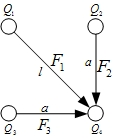 Q₁ Q₂
l F₁ a F₂
a
Q₃ F₃ Q₄